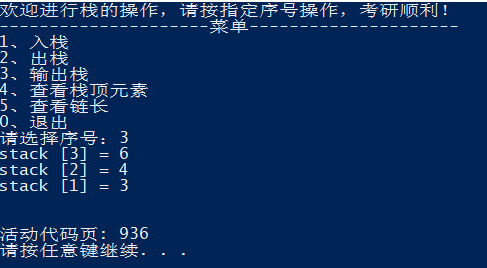 欢迎进行栈的操作，请按指定序号操作，考研顺利！
---------------------菜单---------------------
1、入栈
2、出栈
3、输出栈
4、查看栈顶元素
5、查看链长
0、退出
请选择序号：3
stack [3] = 6
stack [2] = 4
stack [1] = 3
活动代码页: 936
请按任意键继续. . .